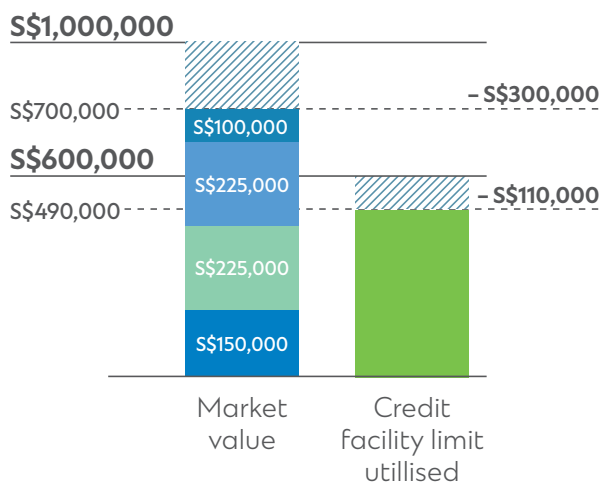 S$1,000,000
– S$300,000
S$700,000
S$100,000
S$600,000
S$225,000
– S$110,000
S$490,000
S$225,000
S$150,000
Market
value
Credit
facility limit
utillised